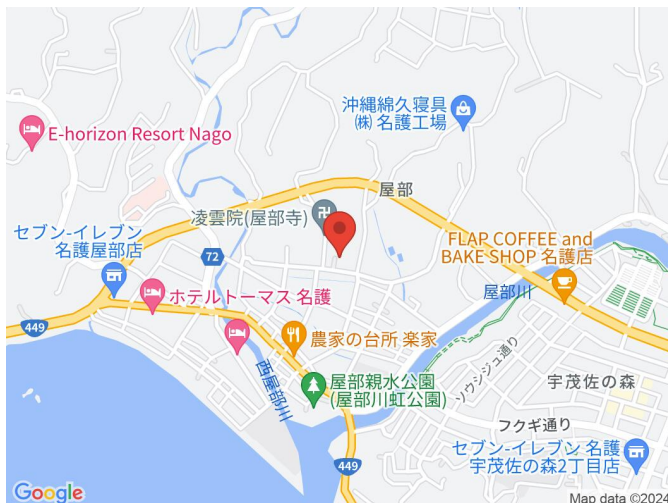 沖縄綿久寝具
㈱ 名護工場
E-horizon Resort Nago
屋部
凌雲院(屋部寺)
セブン-イレブン
名護屋部店
72
FLAP COFFEE and
BAKE SHOP 名護店
屋部川
ホテルトーマス 名護
449
農家の台所 楽家
西屋部川
ソウシジュ通り
宇茂佐の森
屋部親水公園
(屋部川虹公園)
フクギ通り
セブン-イレブン 名護
宇茂佐の森2丁目店
449
Google
Map data ©2024